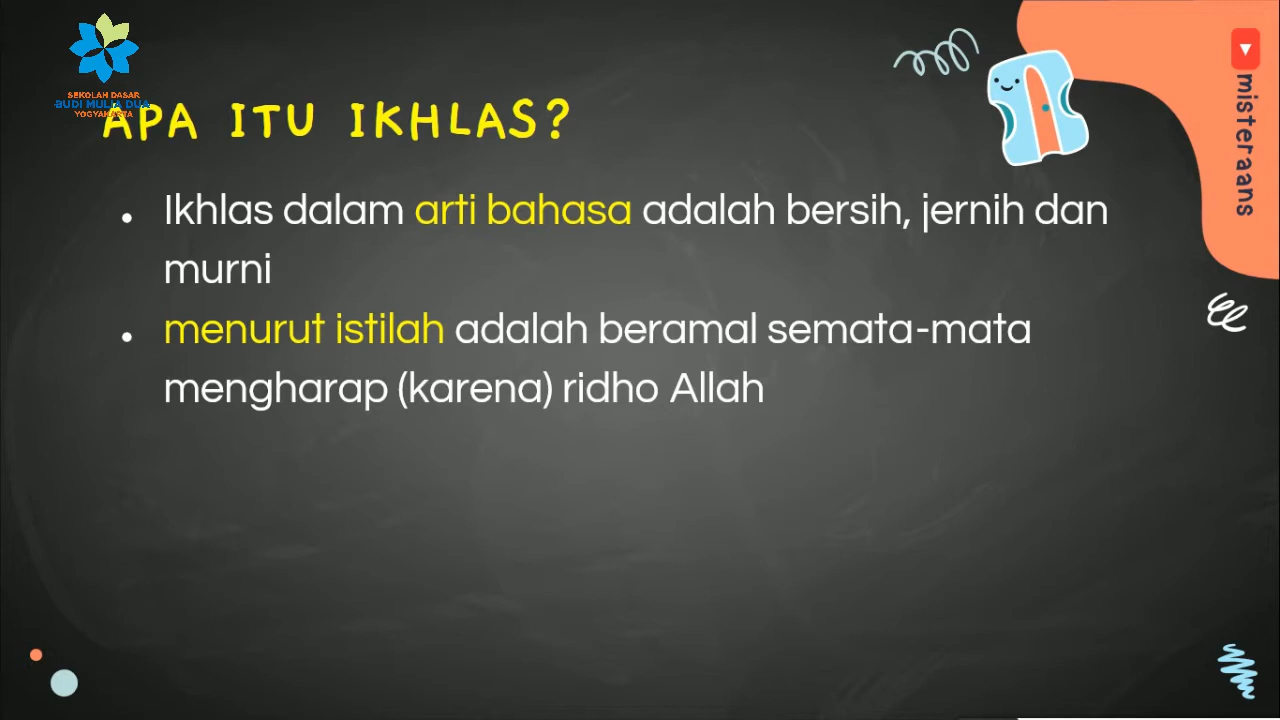 SEKOLAH DASAR
BUDI MULIA DUA
YOGYAKARTA
APA ITU IKHLAS?
misteraans
• Ikhlas dalam arti bahasa adalah bersih, jernih dan
murni
• menurut istilah adalah beramal semata-mata
mengharap (karena) ridho Allah